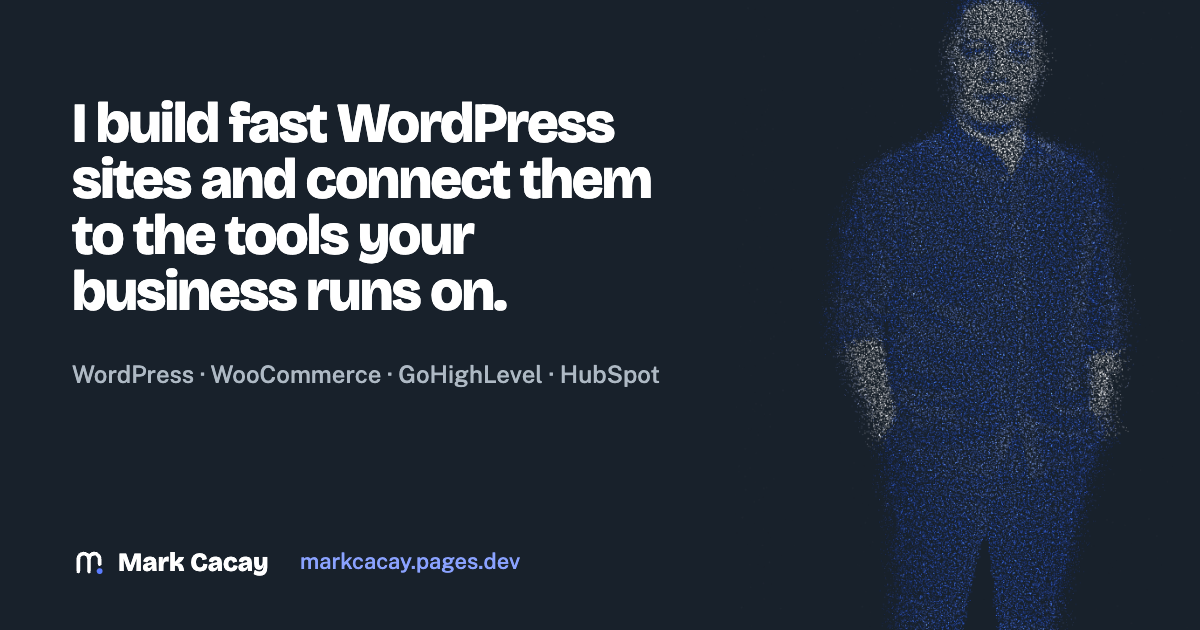 I build fast WordPress
sites and connect them
to the tools your
business runs on.
WordPress · WooCommerce · GoHighLevel · HubSpot
m. Mark Cacay markcacay.pages.dev